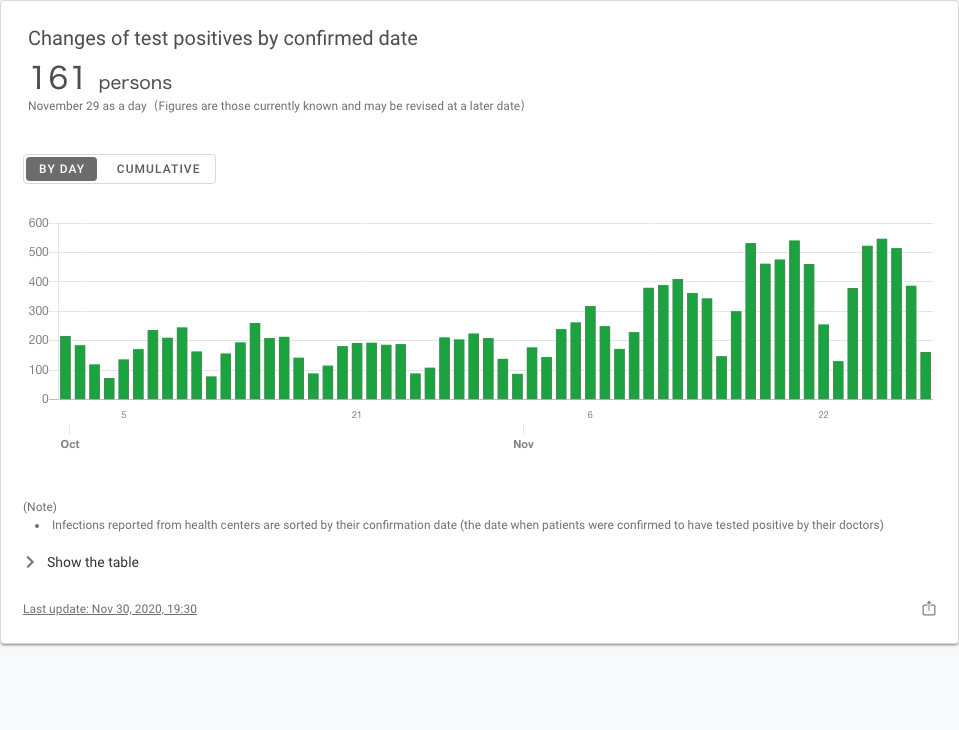 Changes of test positives by confirmed date
161 persons
November 29 as a day（Figures are those currently known and may be revised at a later date）
BY DAY CUMULATIVE
600
500
400
300
200
100
0
5 21 6 22
Oct Nov
(Note)
• Infections reported from health centers are sorted by their confirmation date (the date when patients were confirmed to have tested positive by their doctors)
Show the table
Last update: Nov 30, 2020, 19:30